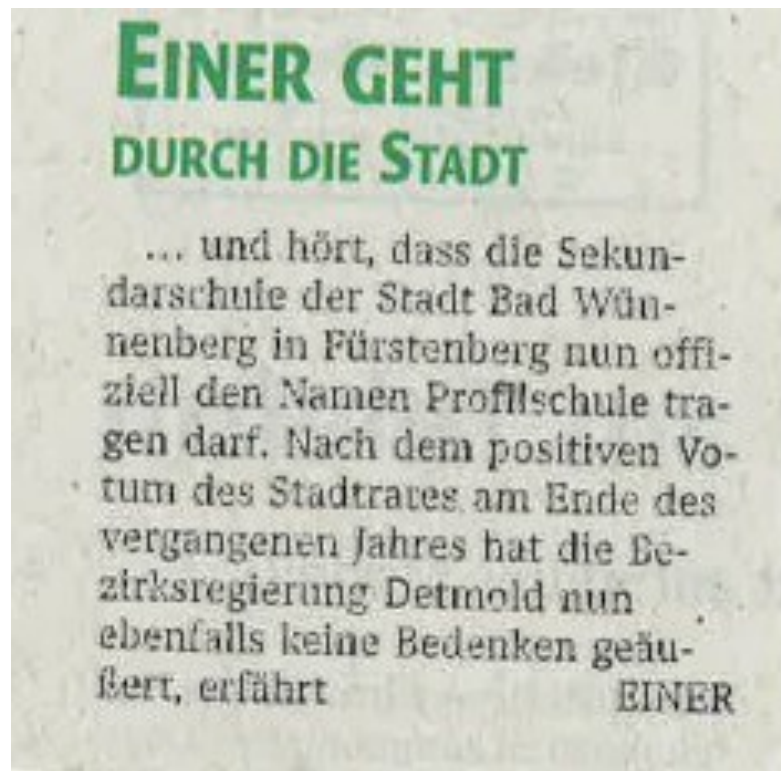 EINER GEHT
DURCH DIE STADT
... und hört, dass die Sekun-
darschule der Stadt Bad Wün-
nenberg in Fürstenberg nun offi-
ziell den Namen Profilschule tra-
gen darf. Nach dem positiven Vo-
tum des Stadtrates am Ende des
vergangenen Jahres hat die Be-
zirksregierung Detmold nun
ebenfalls keine Bedenken geäu-
ßert, erfährt EINER